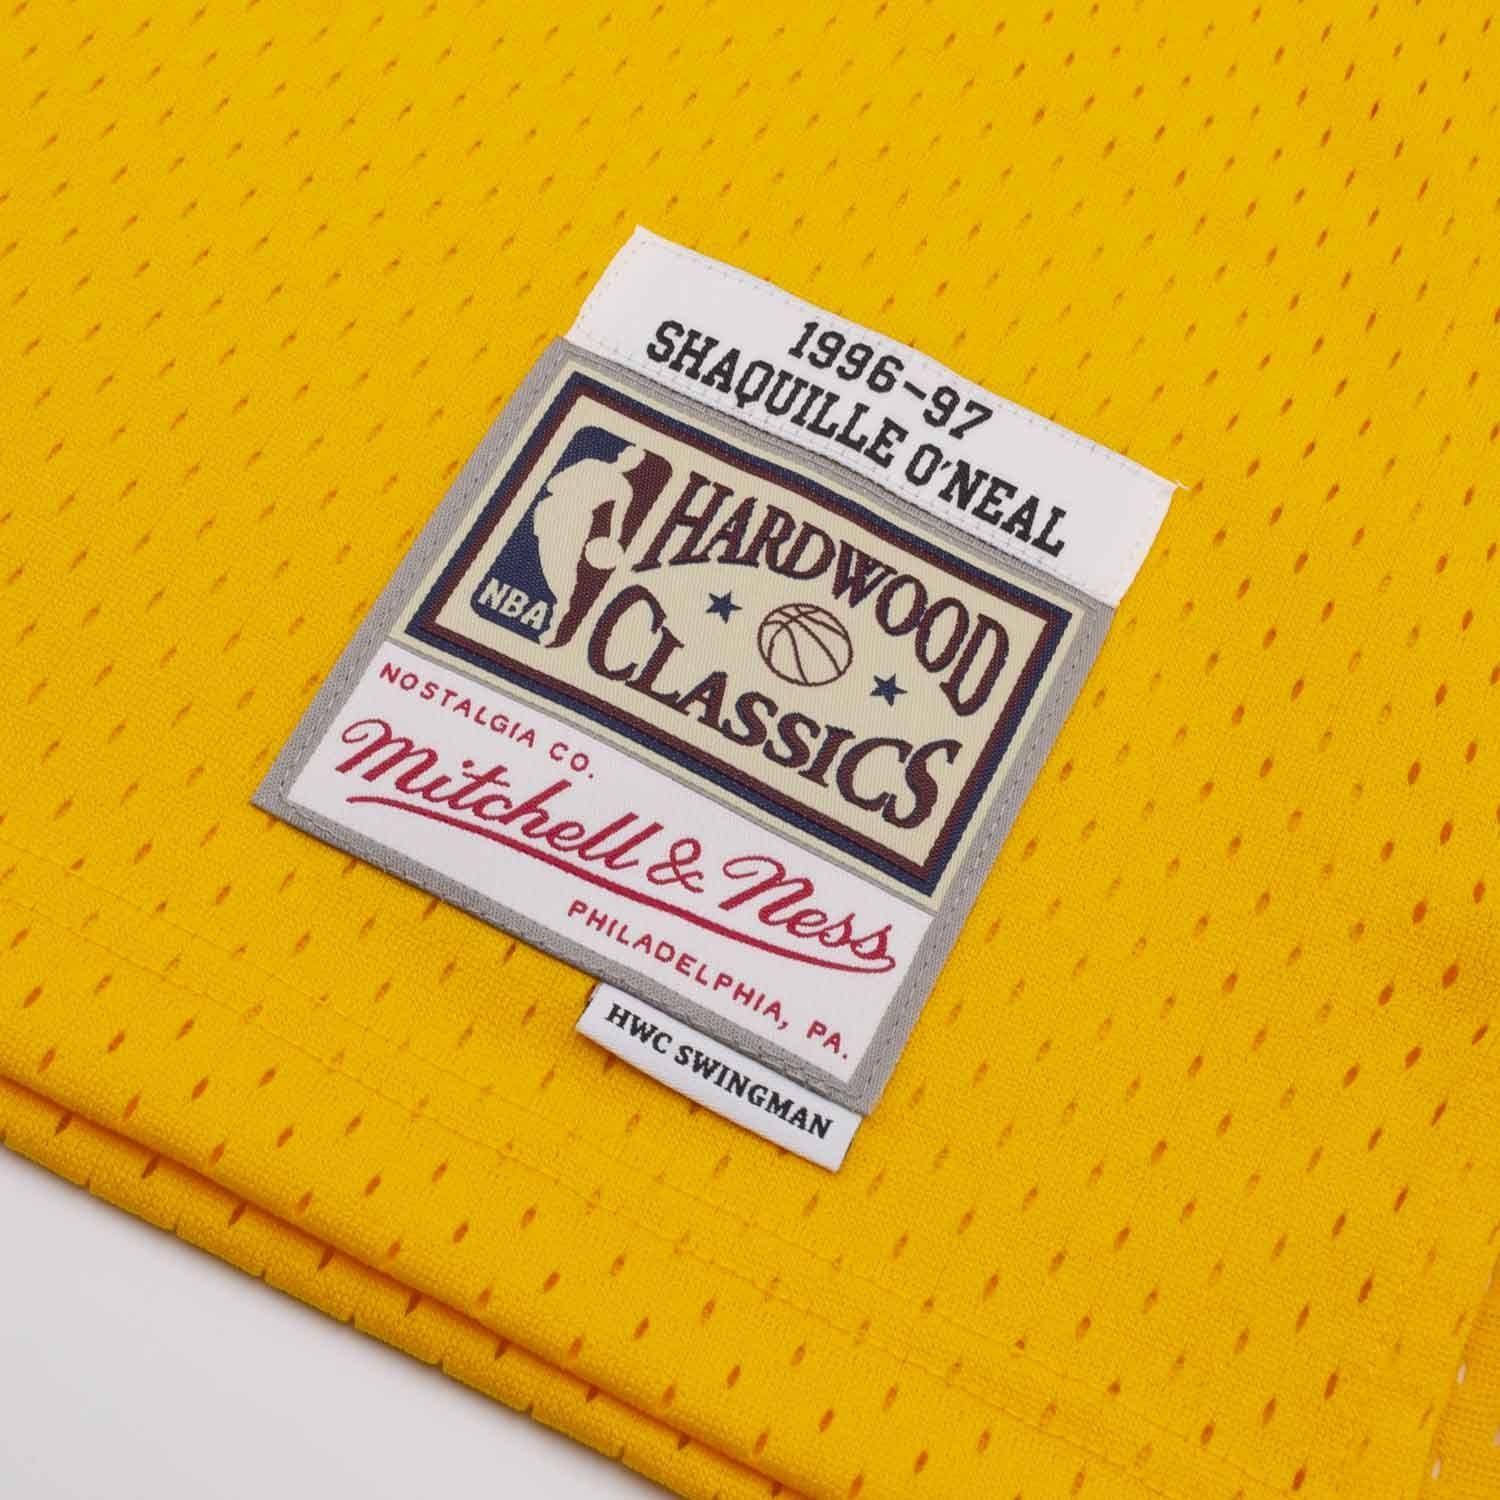 1996-97
SHAQUILLE O'NEAL
NBA
HARDWOOD
CLASSICS
NOSTALGIA CO.
Mitchell & Ness
PHILADELPHIA, PA.
HWC SWINGMAN